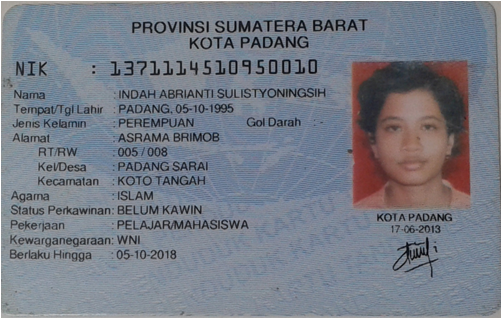 PROVINSI SUMATERA BARAT
KOTA PADANG
NIK : 1371114510950010
Nama : INDAH ABRIANTI SULISTYONINGSIH
Tempat/Tgl Lahir : PADANG, 05-10-1995
Jenis Kelamin : PEREMPUAN Gol Darah :
Alamat : ASRAMA BRIMOB
RT/RW : 005 / 008
Kel/Desa : PADANG SARAI
Kecamatan : KOTO TANGAH
Agama : ISLAM
Status Perkawinan: BELUM KAWIN
Pekerjaan : PELAJAR/MAHASISWA
Kewarganegaraan: WNI
Berlaku Hingga : 05-10-2018
KOTA PADANG
17-06-2013